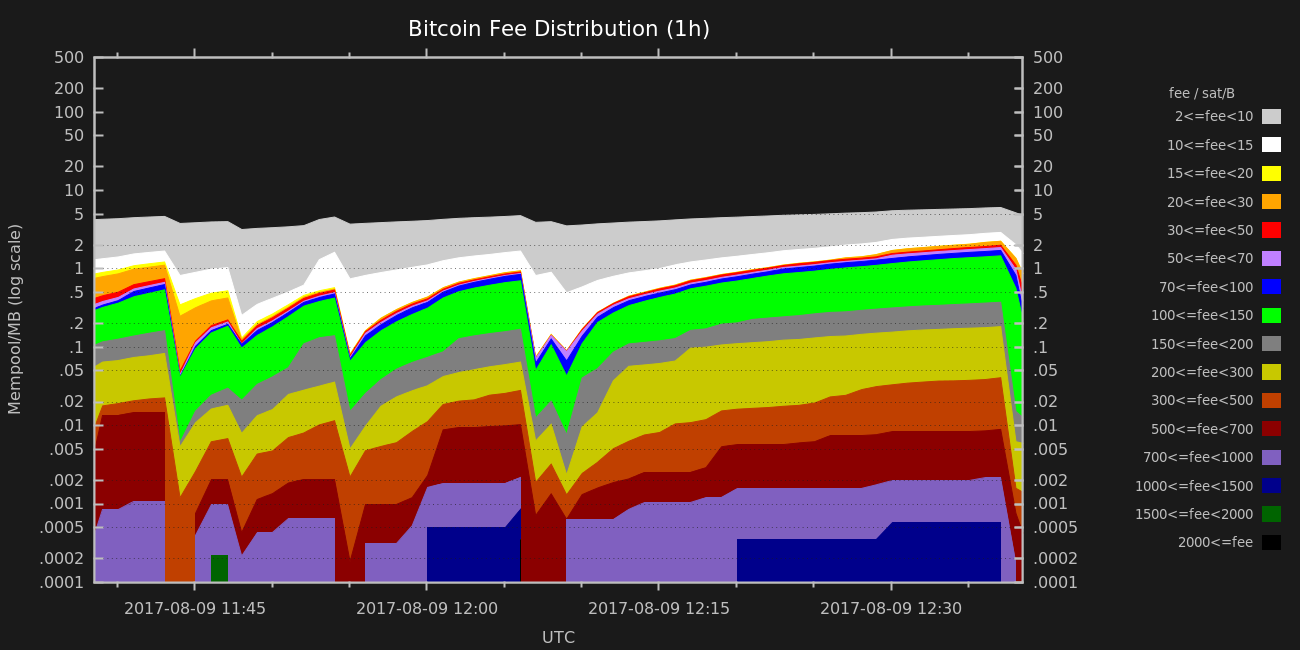 Bitcoin Fee Distribution (1h)
500 500
200 200
100 100
50 50
20 20
10 10
5 5
2 2
1 1
.5 .5
.2 .2
.1 .1
.05 .05
.02 .02
.01 .01
.005 .005
.002 .002
.001 .001
.0005 .0005
.0002 .0002
.0001 .0001
Mempool/MB (log scale)
2017-08-09 11:45 2017-08-09 12:00 2017-08-09 12:15 2017-08-09 12:30
UTC
fee / sat/B
2<=fee<10
10<=fee<15
15<=fee<20
20<=fee<30
30<=fee<50
50<=fee<70
70<=fee<100
100<=fee<150
150<=fee<200
200<=fee<300
300<=fee<500
500<=fee<700
700<=fee<1000
1000<=fee<1500
1500<=fee<2000
2000<=fee